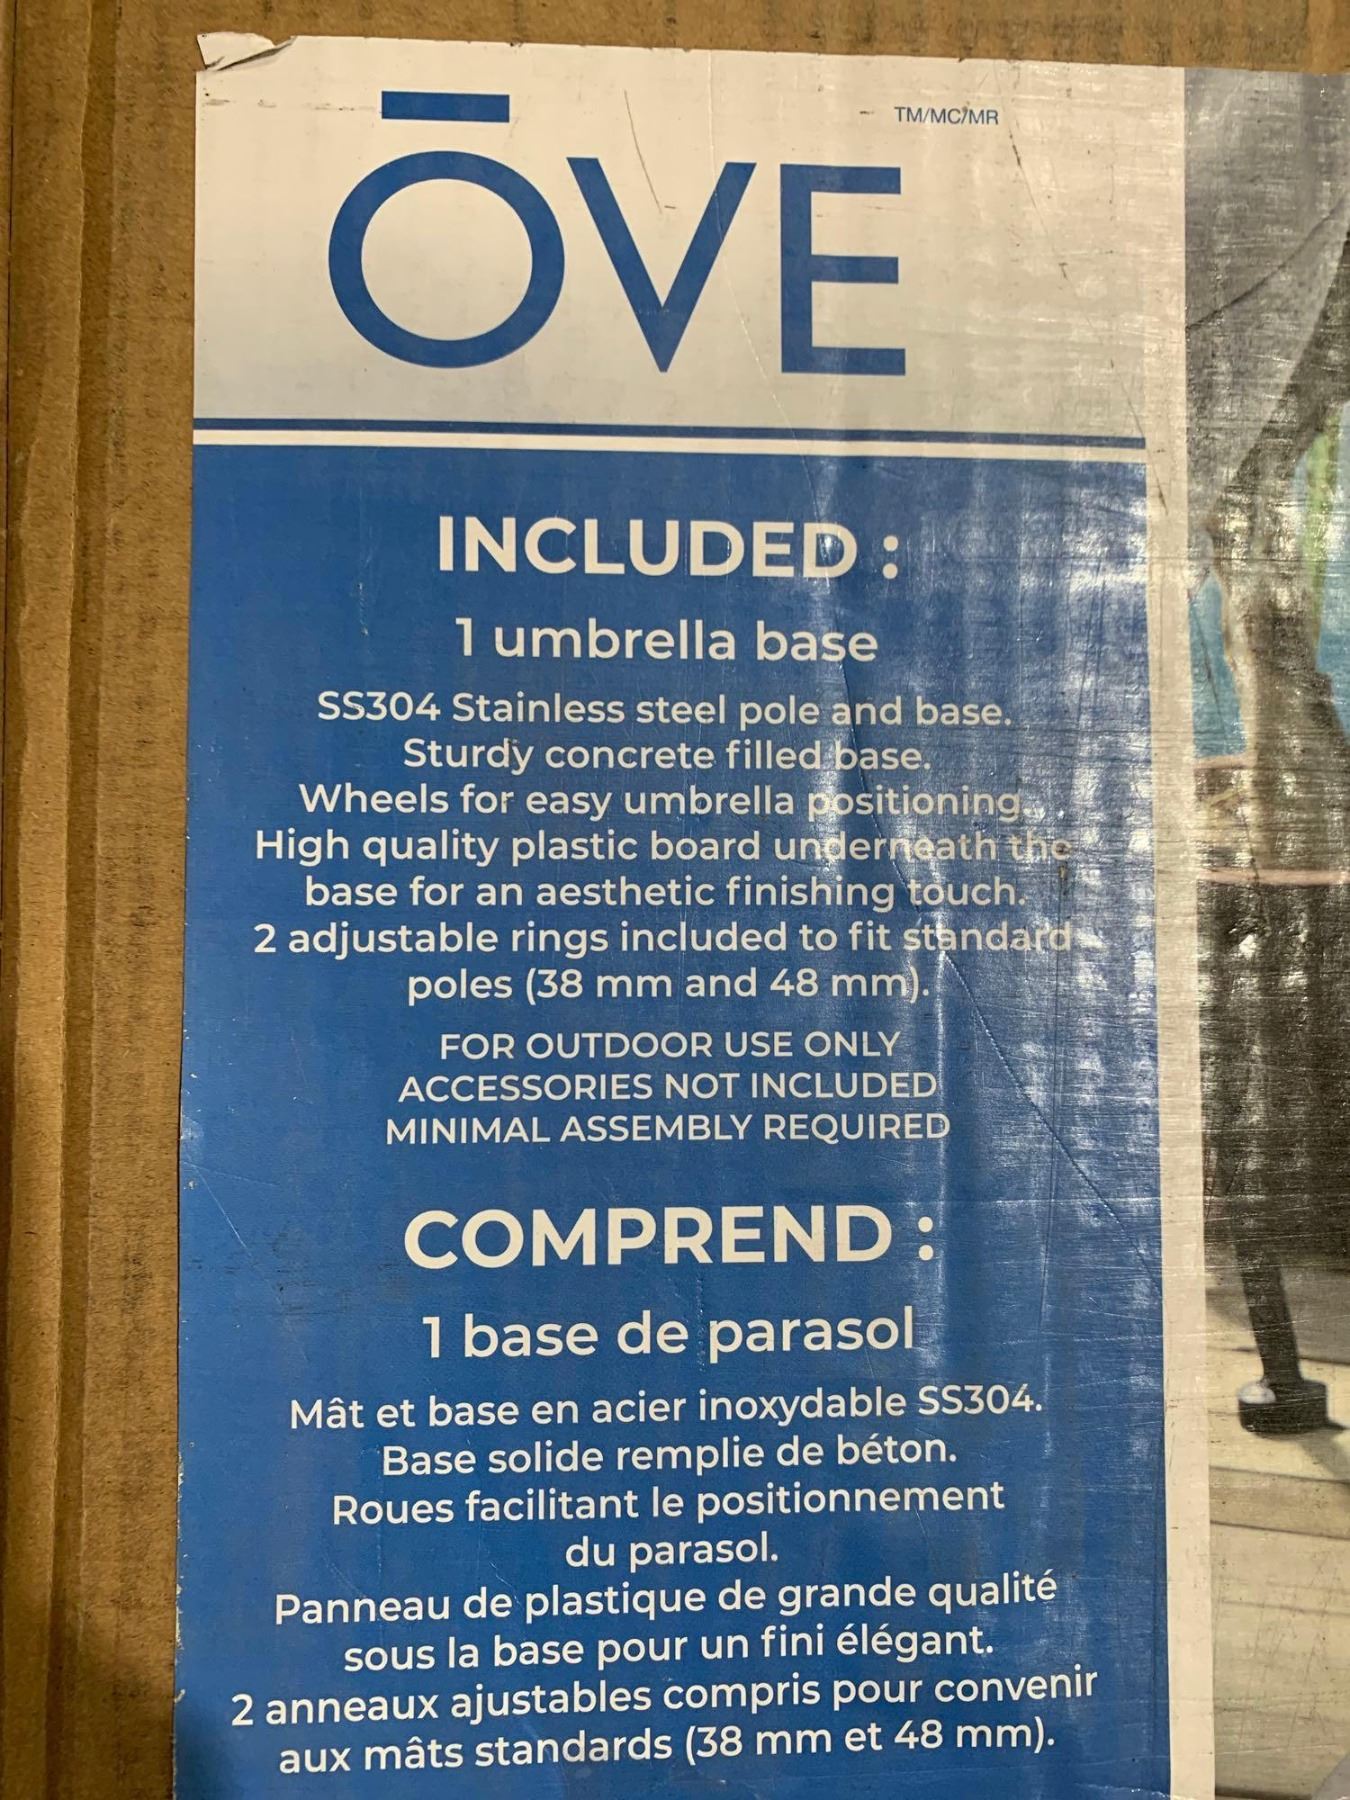 ŌVE
TM/MC/MR
INCLUDED :
1 umbrella base
SS304 Stainless steel pole and base.
Sturdy concrete filled base.
Wheels for easy umbrella positioning.
High quality plastic board underneath the
base for an aesthetic finishing touch.
2 adjustable rings included to fit standard
poles (38 mm and 48 mm).
FOR OUTDOOR USE ONLY
ACCESSORIES NOT INCLUDED
MINIMAL ASSEMBLY REQUIRED
COMPREND :
1 base de parasol
Mât et base en acier inoxydable SS304.
Base solide remplie de béton.
Roues facilitant le positionnement
du parasol.
Panneau de plastique de grande qualité
sous la base pour un fini élégant.
2 anneaux ajustables compris pour convenir
aux mâts standards (38 mm et 48 mm).